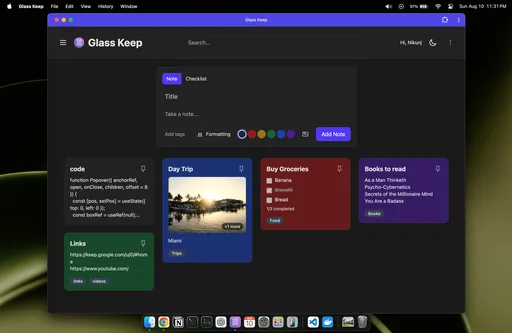 Glass Keep File Edit View History Window
97% Sun Aug 10 11:31PM
Glass Keep
Glass Keep
Search...
Hi, Nikunj
Note Checklist
Title
Take a note...
Add tags Formatting Add Note
code
function Popover({ anchorRef,
open, onClose, children, offset = 8
}) {
const [pos, setPos] = useState({
top: 0, left: 0 });
const boxRef = useRef(null);...
Links
https://keep.google.com/u/0/#home
https://www.youtube.com/
links videos
Day Trip
+1 more
Miami
Trips
Buy Groceries
Banana
Broccolli
Bread
1/3 completed
Food
Books to read
As a Man Thinketh
Psycho-Cybernetics
Secrets of the Millionaire Mind
You Are a Badass
Books